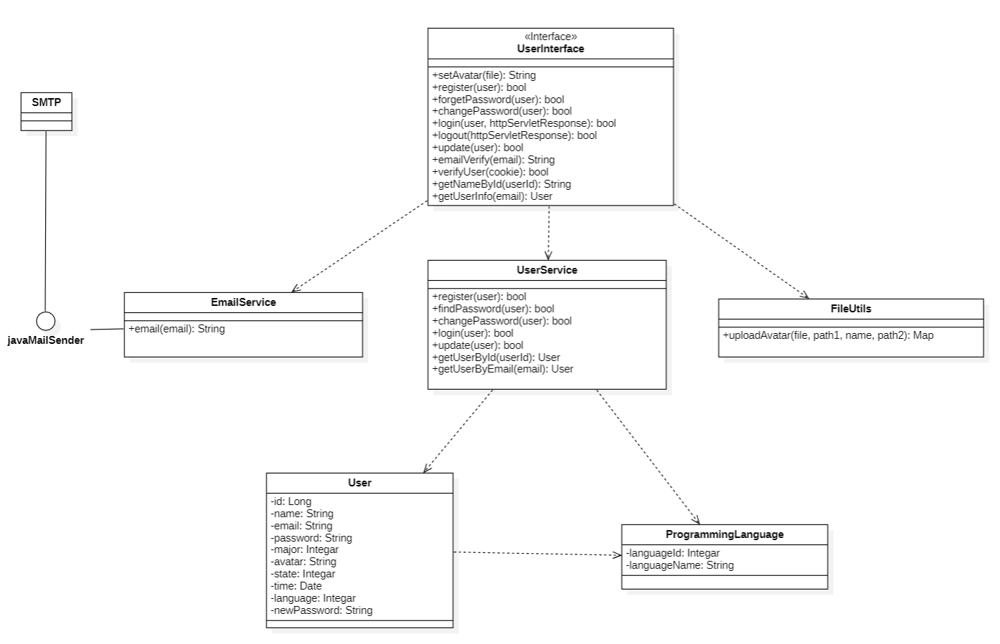 «Interface»
UserInterface
+setAvatar(file): String
+register(user): bool
+forgetPassword(user): bool
+changePassword(user): bool
+login(user, httpServletResponse): bool
+logout(httpServletResponse): bool
+update(user): bool
+emailVerify(email): String
+verifyUser(cookie): bool
+getNameById(userId): String
+getUserInfo(email): User
SMTP
javaMailSender
EmailService
+email(email): String
UserService
+register(user): bool
+findPassword(user): bool
+changePassword(user): bool
+login(user): bool
+update(user): bool
+getUserById(userId): User
+getUserByEmail(email): User
FileUtils
+uploadAvatar(file, path1, name, path2): Map
User
-id: Long
-name: String
-email: String
-password: String
-major: Integar
-avatar: String
-state: Integar
-time: Date
-language: Integar
-newPassword: String
ProgrammingLanguage
-languageId: Integar
-languageName: String